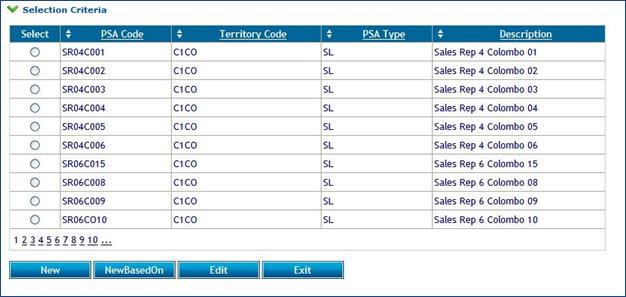 Selection Criteria
Select PSA Code Territory Code PSA Type Description
SR04C001 C1CO SL Sales Rep 4 Colombo 01
SR04C002 C1CO SL Sales Rep 4 Colombo 02
SR04C003 C1CO SL Sales Rep 4 Colombo 03
SR04C004 C1CO SL Sales Rep 4 Colombo 04
SR04C005 C1CO SL Sales Rep 4 Colombo 05
SR04C006 C1CO SL Sales Rep 4 Colombo 06
SR06C015 C1CO SL Sales Rep 6 Colombo 15
SR06C008 C1CO SL Sales Rep 6 Colombo 08
SR06C009 C1CO SL Sales Rep 6 Colombo 09
SR06CO10 C1CO SL Sales Rep 6 Colombo 10
1 2 3 4 5 6 7 8 9 10 ...
New NewBasedOn Edit Exit